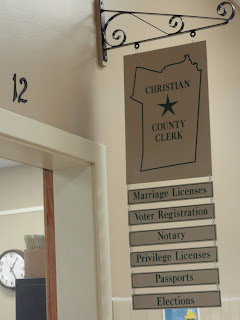 12
CHRISTIAN
COUNTY
CLERK
Marriage Licenses
Voter Registration
Notary
Privilege Licenses
Passports
Elections